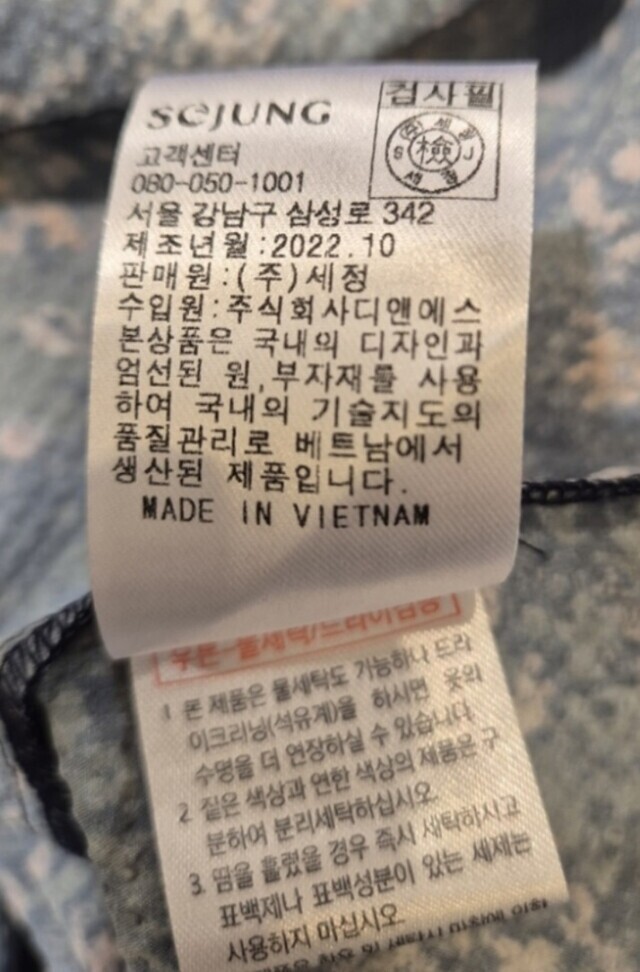 SeJUNG
검사필
(주)세정
S 檢 J
세정
고객센터
080-050-1001
서울 강남구 삼성로 342
제조년월:2022.10
판매원:(주)세정
수입원:주식회사디앤에스
본상품은 국내의 디자인과
엄선된 원,부자재를 사용
하여 국내의 기술지도의
품질관리로 베트남에서
생산된 제품입니다.
MADE IN VIETNAM
1 본 제품은 물세탁도 가능하나 드라
이크리닝(석유계)을 하시면 옷의
수명을 더 연장하실 수 있습니다.
2. 짙은 색상과 연한 색상의 제품은 구
분하여 분리세탁하십시오.
3. 땀을 흘렸을 경우 즉시 세탁하시고
표백제나 표백성분이 있는 세제는
사용하지 마십시오.